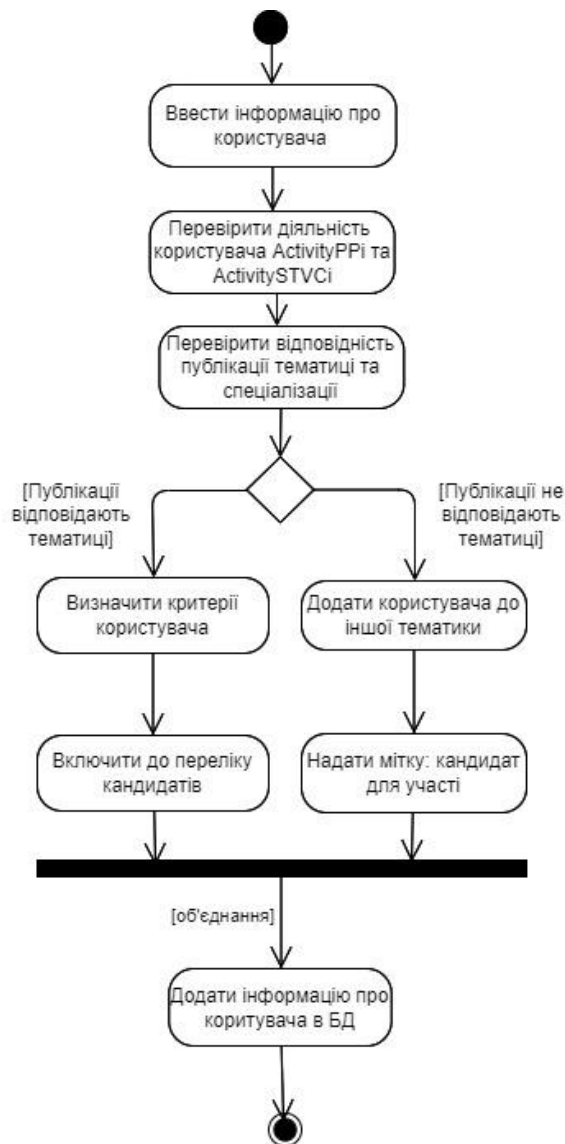 Ввести інформацію про
користувача
Перевірити діяльність
користувача ActivityPPi та
ActivitySTVCi
Перевірити відповідність
публікації тематиці та
спеціалізації
[Публікації
відповідають
тематиці]
[Публікації не
відповідають
тематиці]
Визначити критерії
користувача
Додати користувача до
іншої тематики
Включити до переліку
кандидатів
Надати мітку: кандидат
для участі
[об'єднання]
Додати інформацію про
коритувача в БД